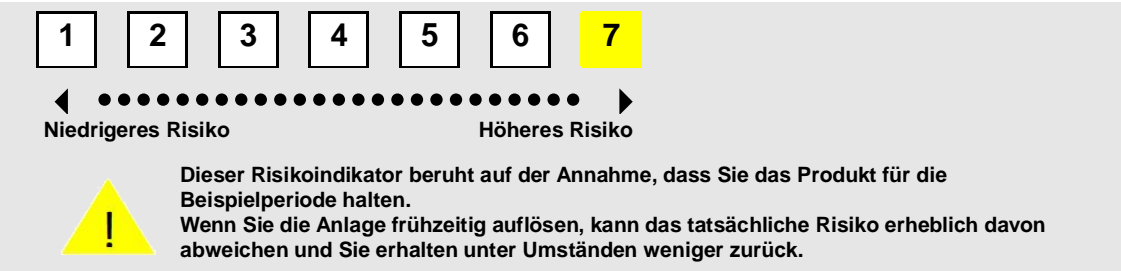 1 2 3 4 5 6 7
Niedrigeres Risiko Höheres Risiko
Dieser Risikoindikator beruht auf der Annahme, dass Sie das Produkt für die
Beispielperiode halten.
Wenn Sie die Anlage frühzeitig auflösen, kann das tatsächliche Risiko erheblich davon
abweichen und Sie erhalten unter Umständen weniger zurück.
!